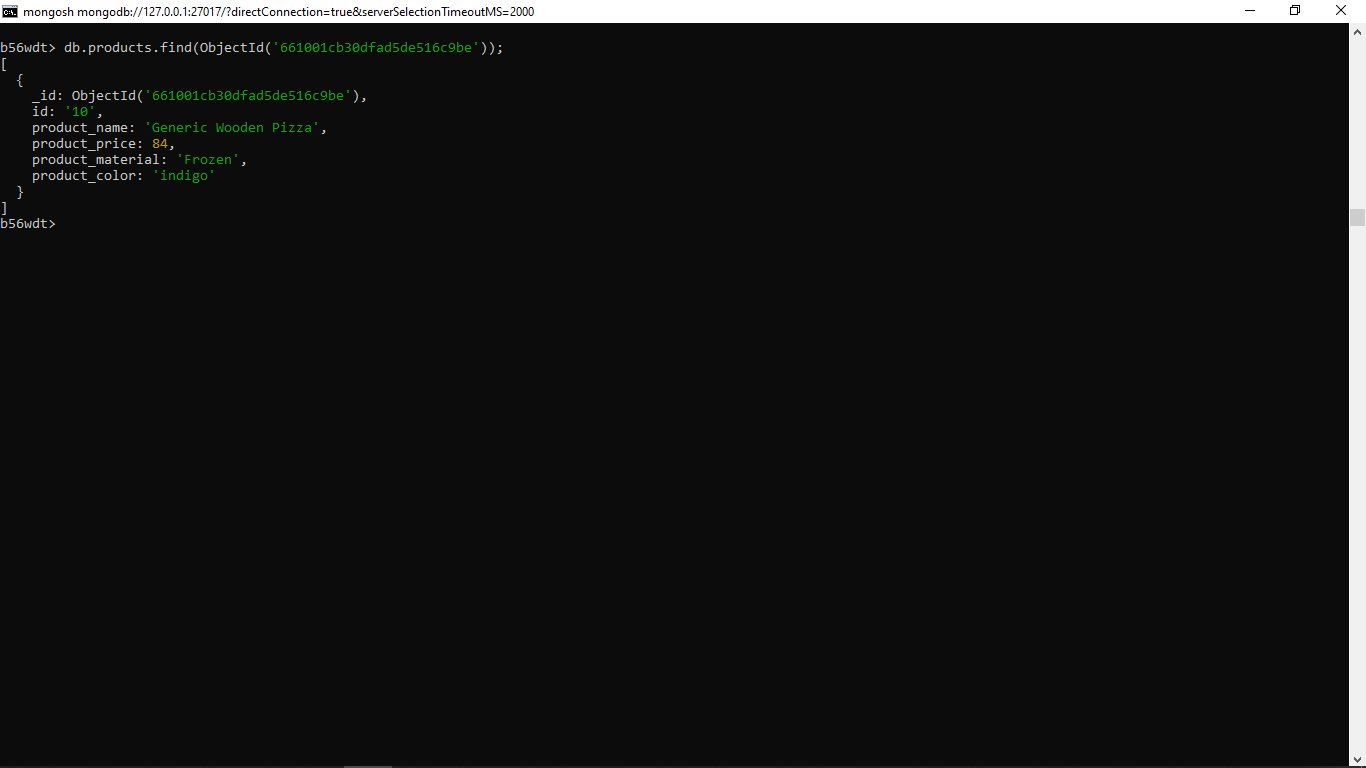 mongosh mongodb://127.0.0.1:27017/?directConnection=true&serverSelectionTimeoutMS=2000
b56wdt> db.products.find(ObjectId('661001cb30dfad5de516c9be'));
[
  {
    _id: ObjectId('661001cb30dfad5de516c9be'),
    id: '10',
    product_name: 'Generic Wooden Pizza',
    product_price: 84,
    product_material: 'Frozen',
    product_color: 'indigo'
  }
]
b56wdt>